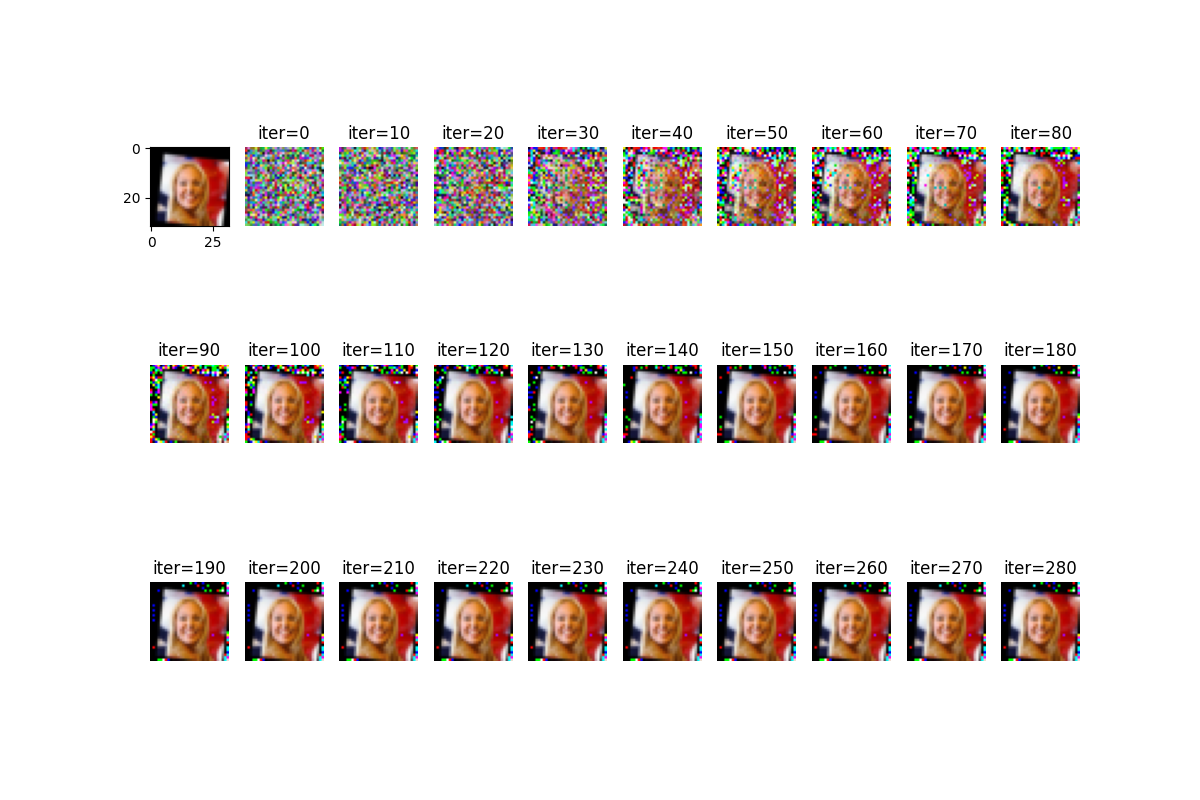 iter=0 iter=10 iter=20 iter=30 iter=40 iter=50 iter=60 iter=70 iter=80
0
20
0 25
iter=90 iter=100 iter=110 iter=120 iter=130 iter=140 iter=150 iter=160 iter=170 iter=180
iter=190 iter=200 iter=210 iter=220 iter=230 iter=240 iter=250 iter=260 iter=270 iter=280